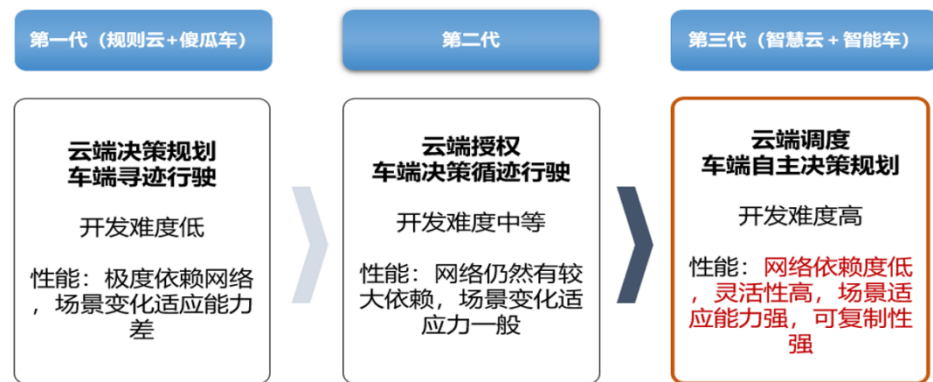 第一代（规则云+傻瓜车）
第二代
第三代（智慧云+智能车）
云端决策规划
车端寻迹行驶
开发难度低
性能：极度依赖网络
，场景变化适应能力
差
云端授权
车端决策循迹行驶
开发难度中等
性能：网络仍然有较
大依赖，场景变化适
应力一般
云端调度
车端自主决策规划
开发难度高
性能：网络依赖度低
，灵活性高，场景适
应能力强，可复制性
强